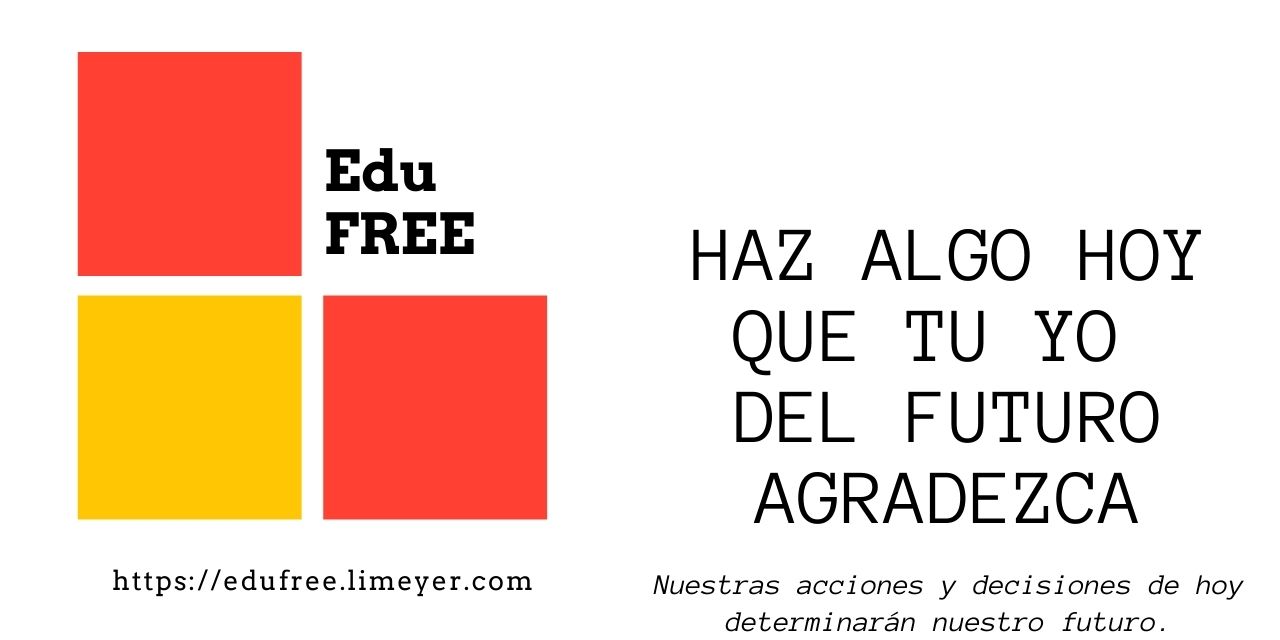 Edu
FREE
https://edufree.limeyer.com
HAZ ALGO HOY
QUE TU YO
DEL FUTURO
AGRADEZCA
Nuestras acciones y decisiones de hoy
determinarán nuestro futuro.